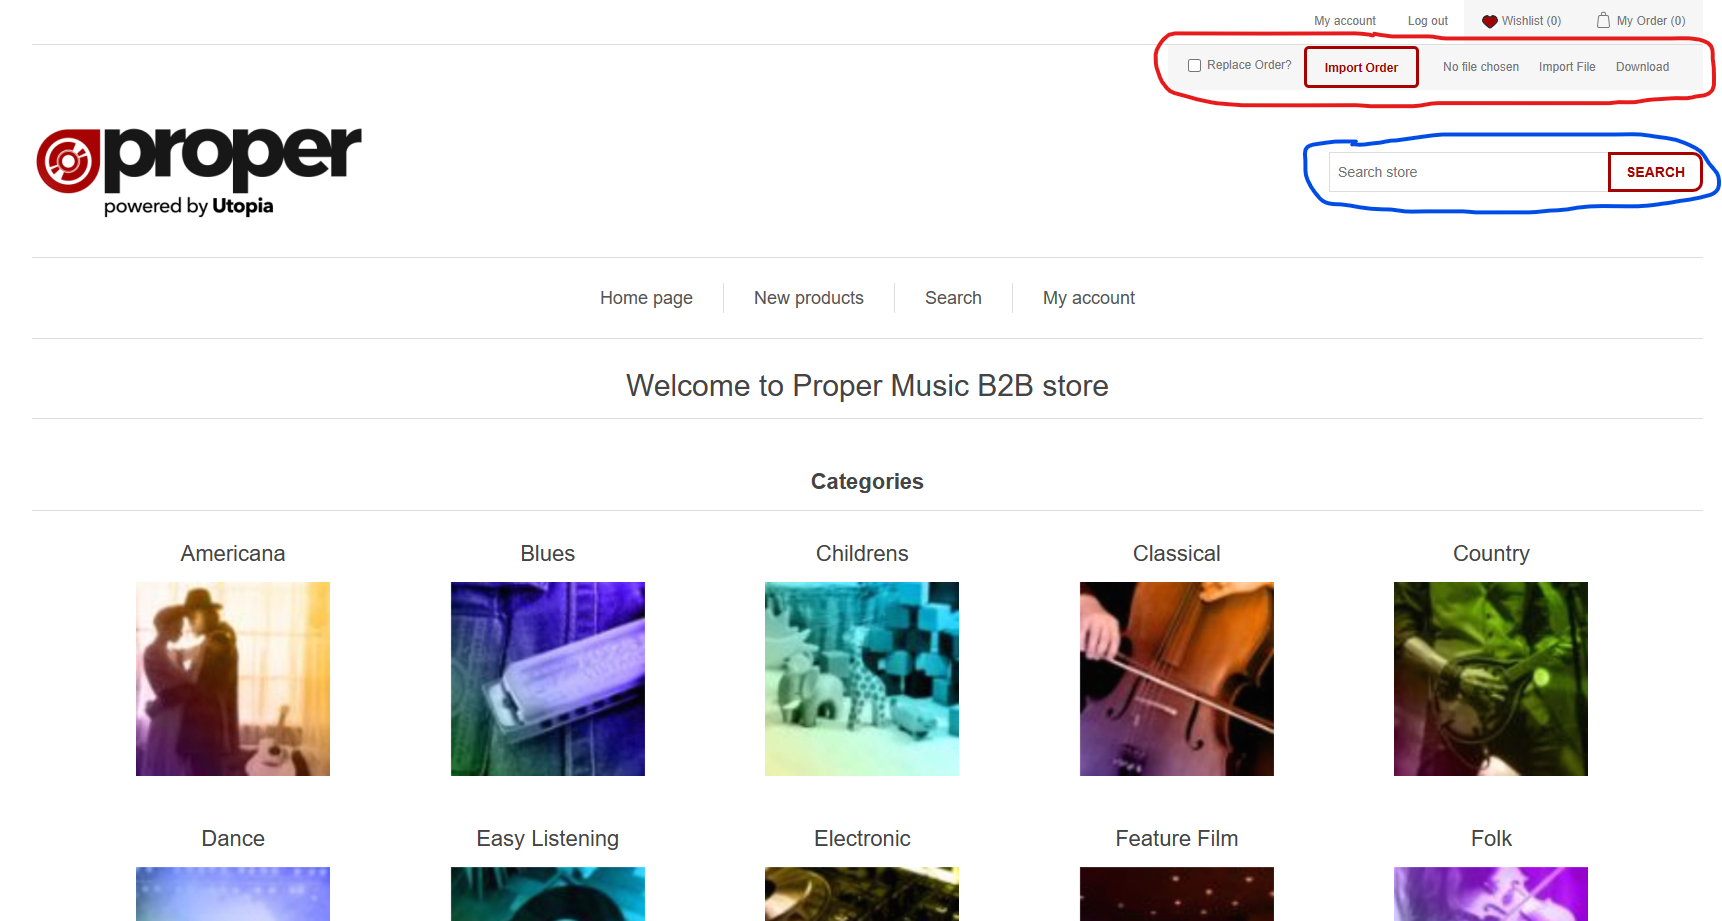 My account Log out Wishlist (0) My Order (0)
Replace Order? Import Order No file chosen Import File Download
proper
powered by Utopia
Search store SEARCH
Home page New products Search My account
Welcome to Proper Music B2B store
Categories
Americana Blues Childrens Classical Country
Dance Easy Listening Electronic Feature Film Folk